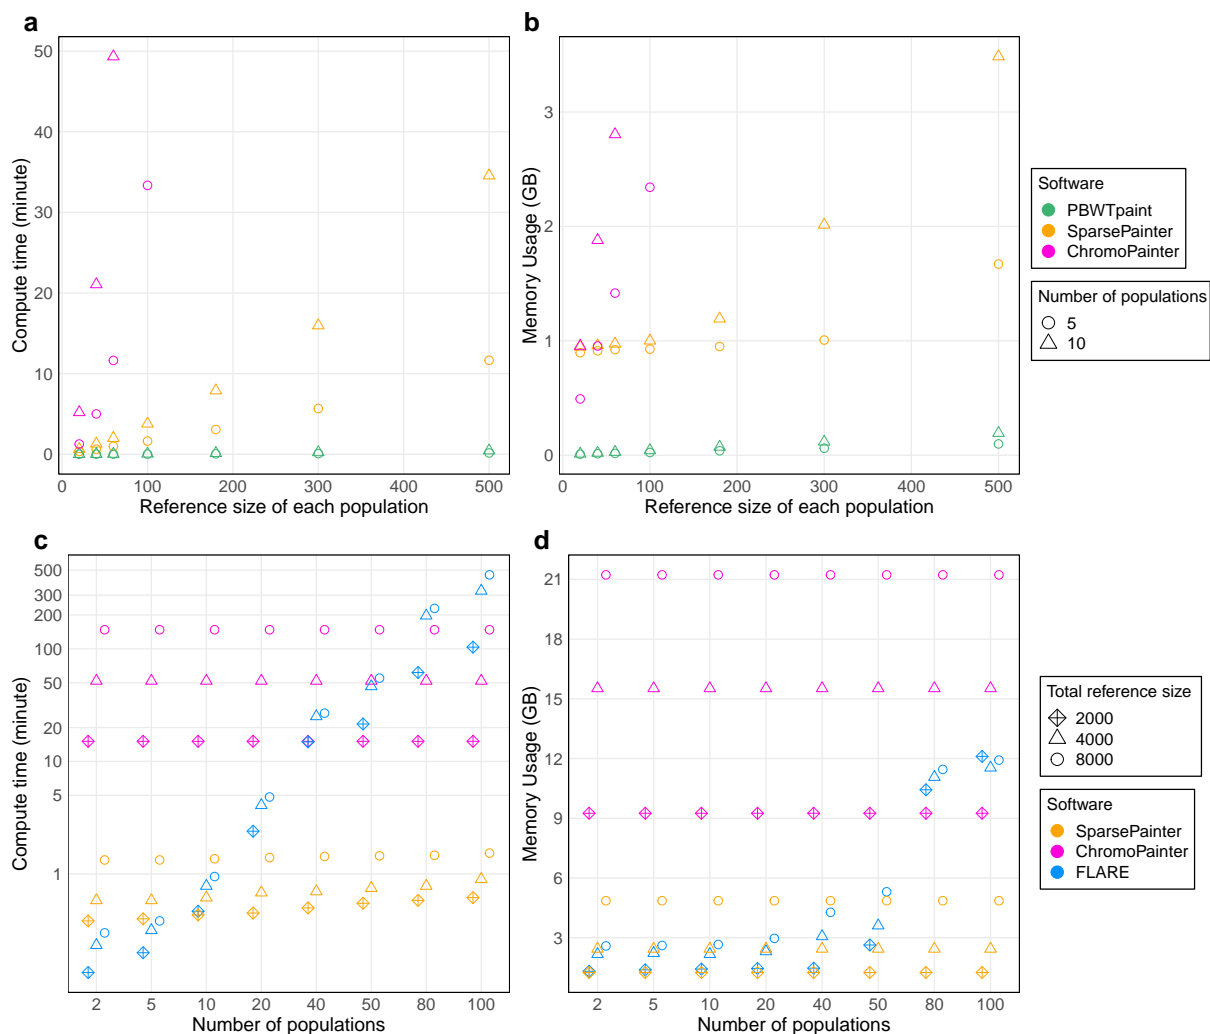 a
50
40
30
20
10
0
0
100
200
300
400
500
Compute time (minute)
Reference size of each population
b
3
2
1
0
0
100
200
300
400
500
Memory Usage (GB)
Reference size of each population
Software
PBWTpaint
SparsePainter
ChromoPainter
Number of populations
5
10
c
500
300
200
100
50
20
10
5
1
2
5
10
20
40
50
80
100
Compute time (minute)
Number of populations
d
21
18
15
12
9
6
3
2
5
10
20
40
50
80
100
Memory Usage (GB)
Number of populations
Total reference size
2000
4000
8000
Software
SparsePainter
ChromoPainter
FLARE